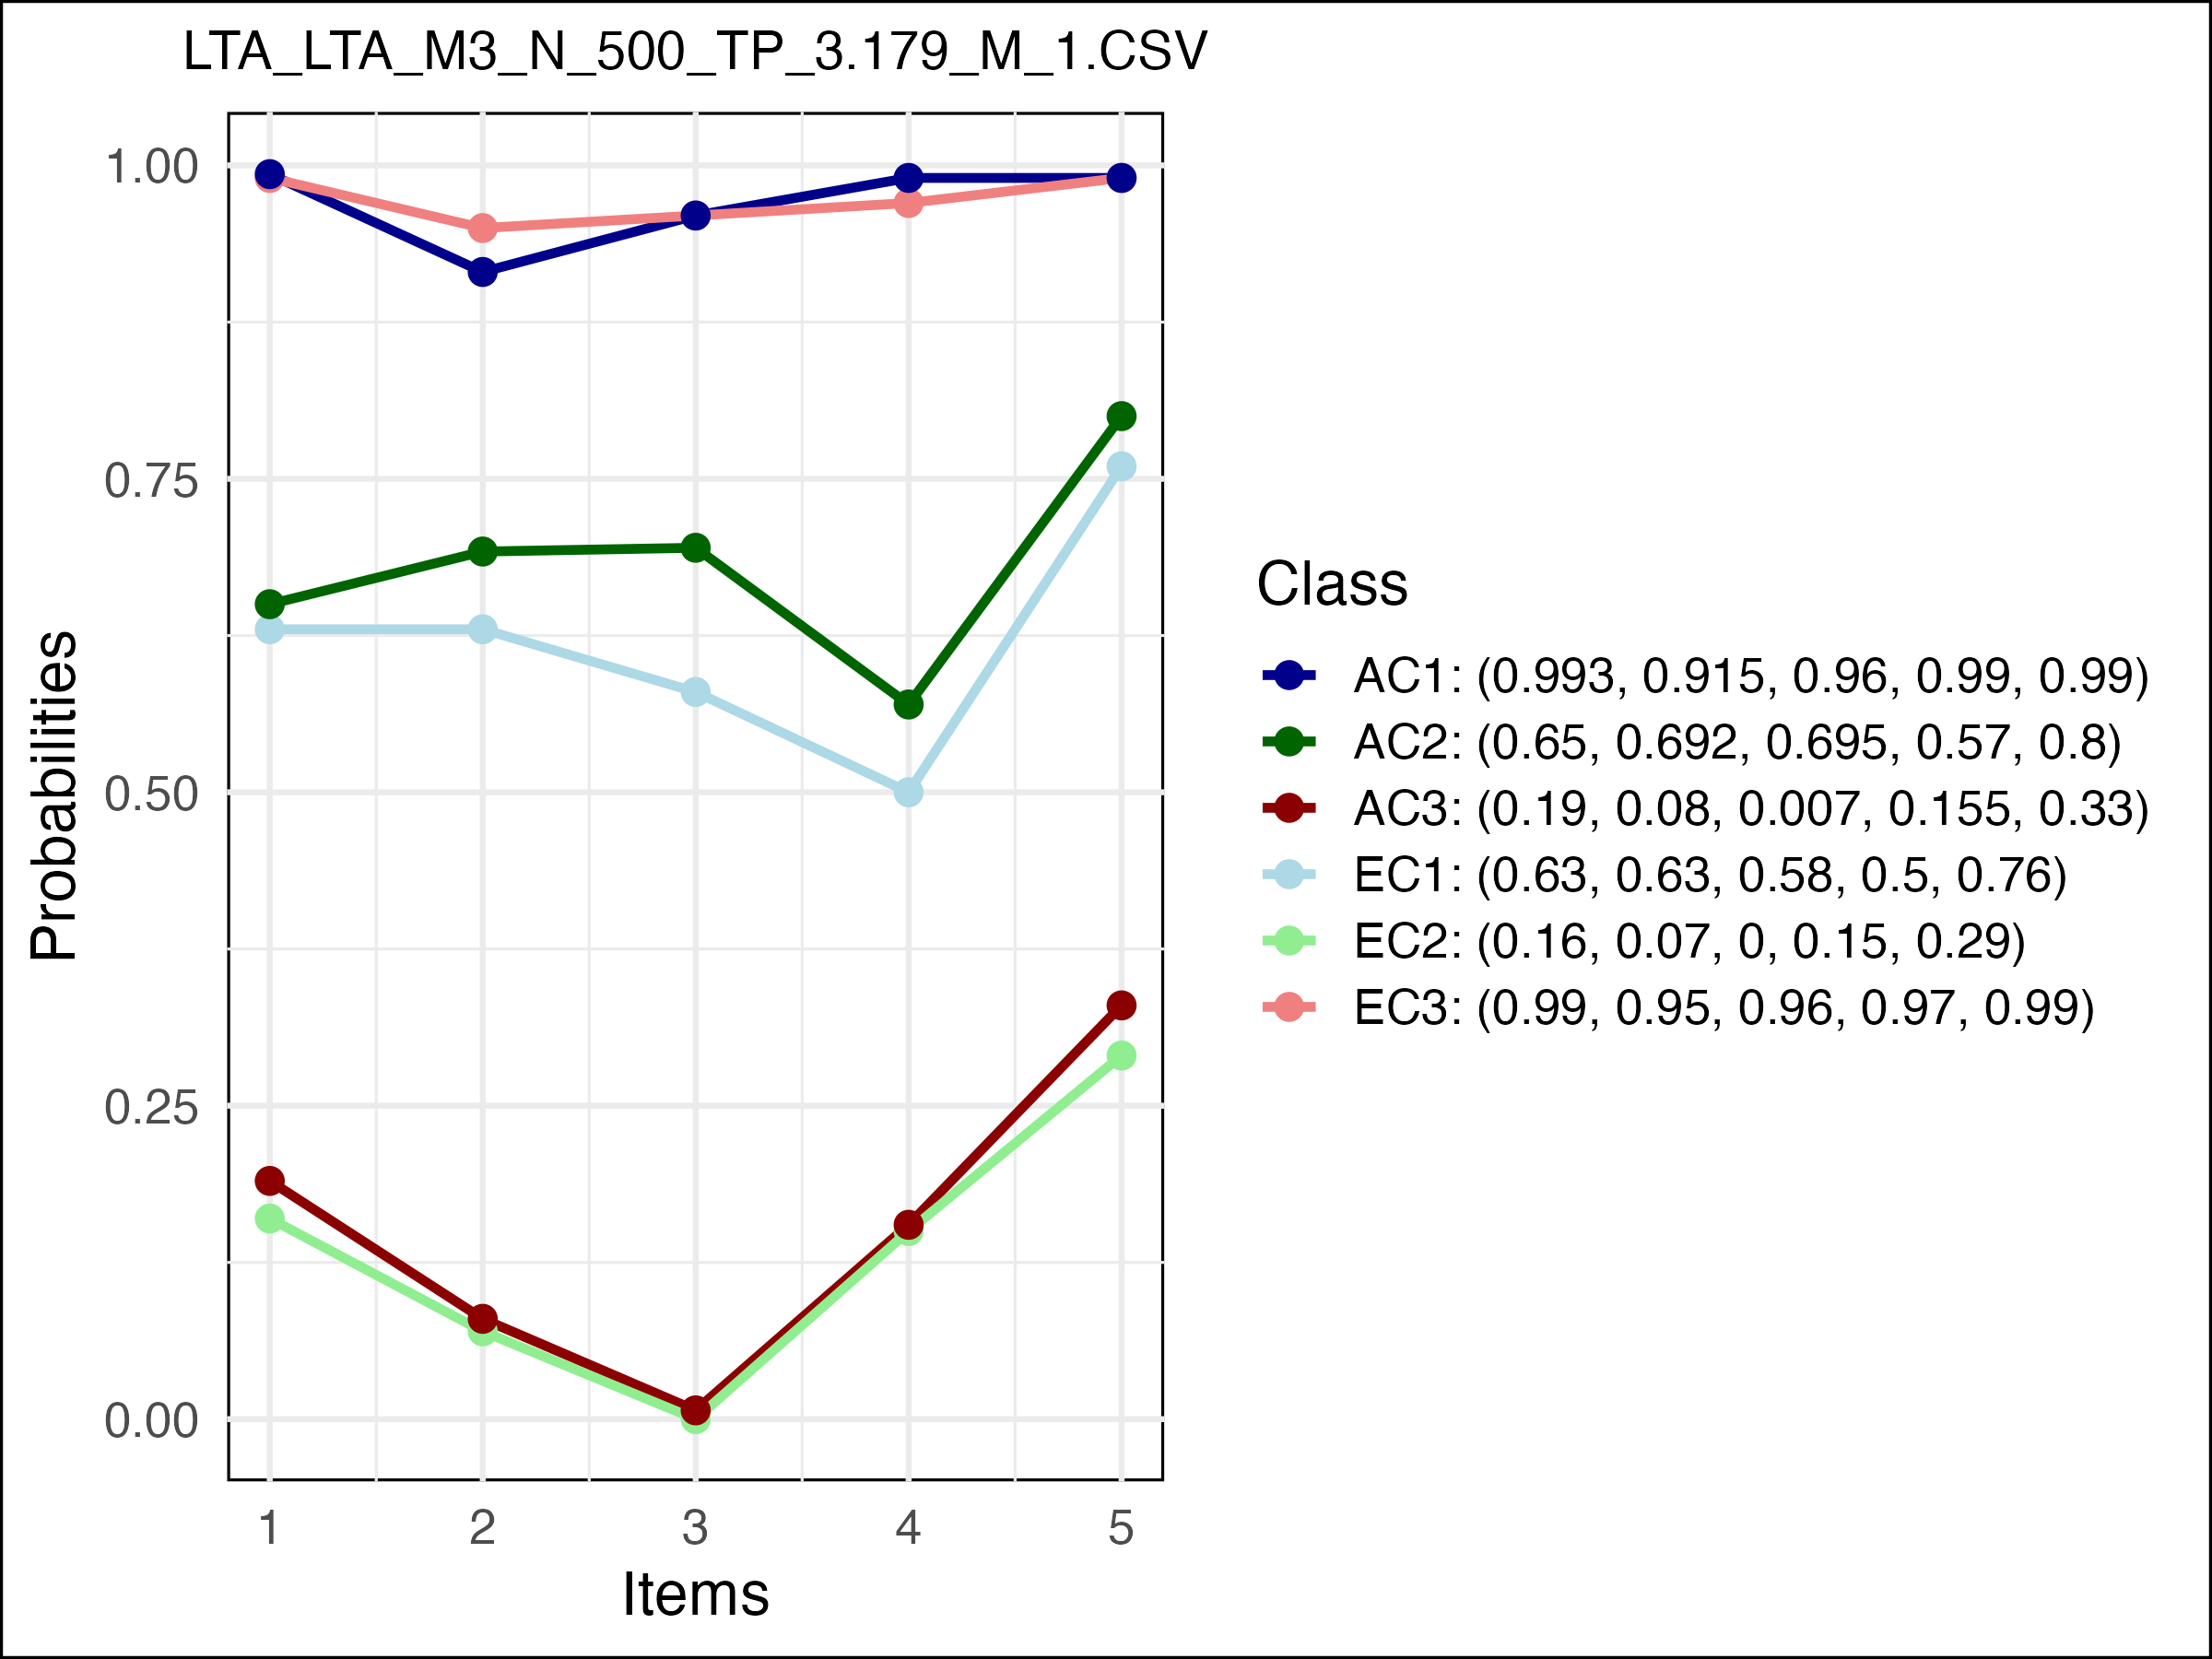 LTA_LTA_M3_N_500_TP_3.179_M_1.CSV
1.00
0.75
0.50
0.25
0.00
Probabilities
1 2 3 4 5
Items
Class
AC1: (0.993, 0.915, 0.96, 0.99, 0.99)
AC2: (0.65, 0.692, 0.695, 0.57, 0.8)
AC3: (0.19, 0.08, 0.007, 0.155, 0.33)
EC1: (0.63, 0.63, 0.58, 0.5, 0.76)
EC2: (0.16, 0.07, 0, 0.15, 0.29)
EC3: (0.99, 0.95, 0.96, 0.97, 0.99)